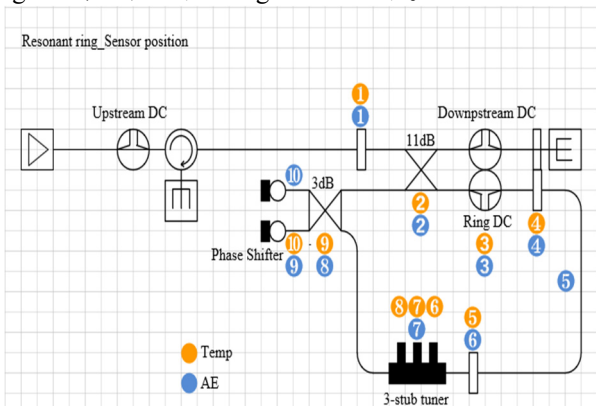 Resonant ring_Sensor position
1
1
Upstream DC
Downpstream DC
11dB
10
3dB
2
2
Ring DC
4
4
Phase Shifter
10
9
9
8
3
3
5
8 7 6
7
5
6
Temp
AE
3-stub tuner